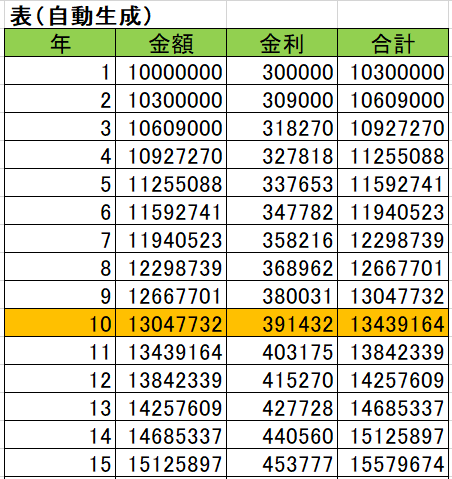 表(自動生成)
年 金額 金利 合計
1 10000000 300000 10300000
2 10300000 309000 10609000
3 10609000 318270 10927270
4 10927270 327818 11255088
5 11255088 337653 11592741
6 11592741 347782 11940523
7 11940523 358216 12298739
8 12298739 368962 12667701
9 12667701 380031 13047732
10 13047732 391432 13439164
11 13439164 403175 13842339
12 13842339 415270 14257609
13 14257609 427728 14685337
14 14685337 440560 15125897
15 15125897 453777 15579674